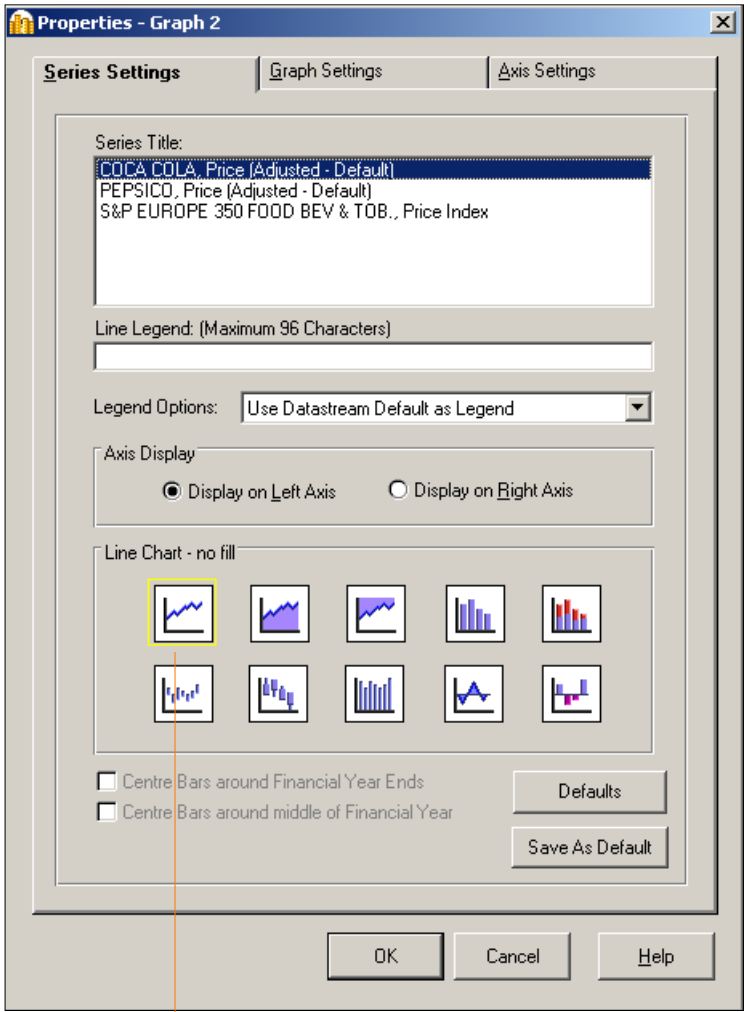 Properties - Graph 2
Series Settings
Graph Settings
Axis Settings
Series Title:
COCA COLA, Price (Adjusted - Default)
PEPSICO, Price (Adjusted - Default)
S&P EUROPE 350 FOOD BEV & TOB., Price Index
Line Legend: (Maximum 96 Characters)
Legend Options:
Use Datastream Default as Legend
Axis Display
Display on Left Axis
Display on Right Axis
Line Chart - no fill
Centre Bars around Financial Year Ends
Centre Bars around middle of Financial Year
Defaults
Save As Default
OK
Cancel
Help